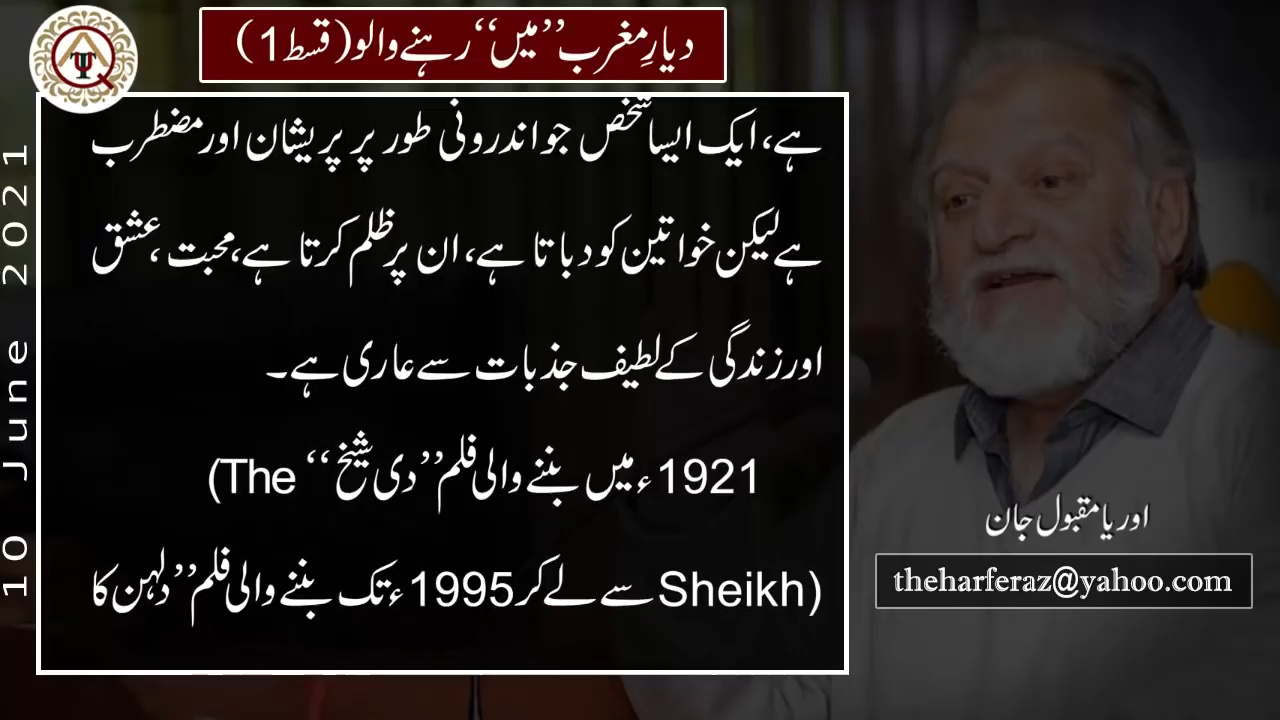 دیارِ مغرب ’’میں‘‘ رہنے والو (قسط 1)
ہے، ایک ایسا شخص جو اندرونی طور پر پریشان اور مضطرب
ہے لیکن خواتین کو دباتا ہے، ان پر ظلم کرتا ہے، محبت، عشق
اور زندگی کے لطیف جذبات سے عاری ہے۔
1921ء میں بننے والی فلم ’’دی شیخ‘‘ (The
Sheikh) سے لے کر 1995ء تک بننے والی فلم ’’دلہن کا
اوریا مقبول جان
theharferaz@yahoo.com
10 June 2021